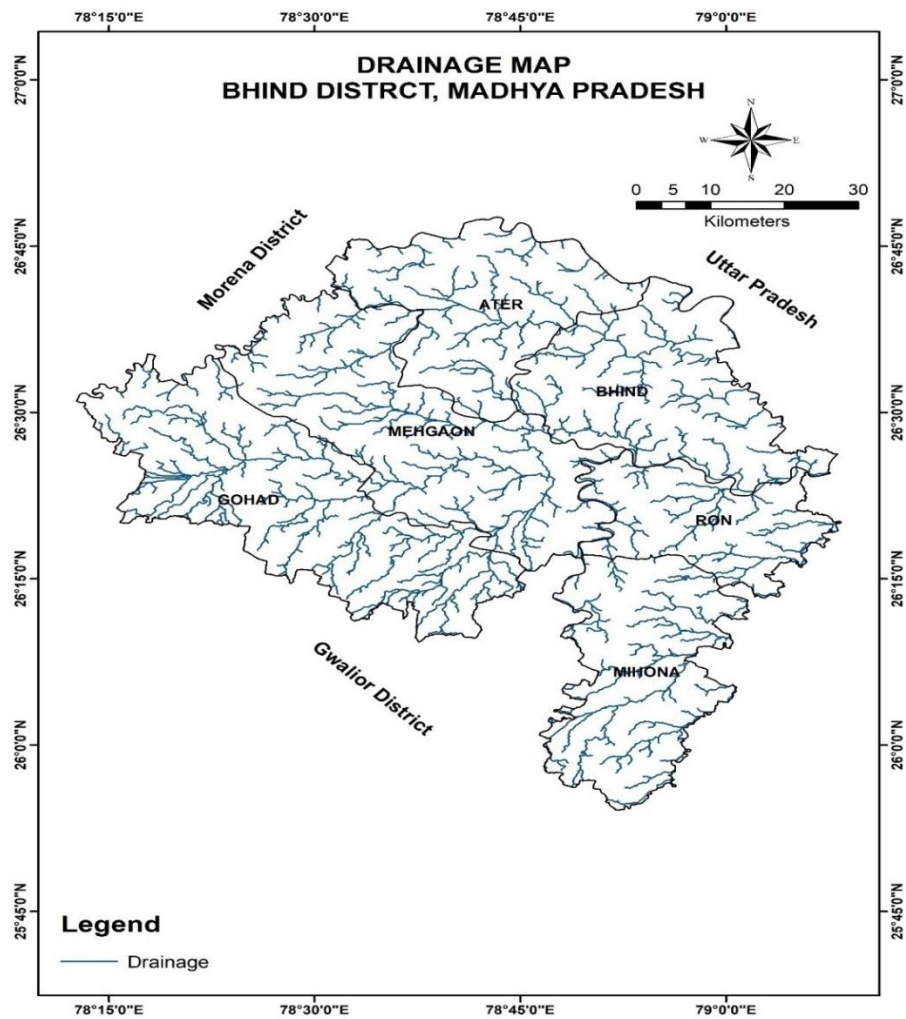 78°15'0"E 78°30'0"E 78°45'0"E 79°0'0"E
DRAINAGE MAP
BHIND DISTRCT, MADHYA PRADESH
27°0'0"N 27°0'0"N
N
W E
S
0 5 10 20 30
Kilometers
26°45'0"N 26°45'0"N
Morena District
Uttar Pradesh
ATER
BHIND
26°30'0"N 26°30'0"N
MEHGAON
GOHAD
RON
26°15'0"N 26°15'0"N
Gwalior District
MIHONA
26°0'0"N 26°0'0"N
25°45'0"N 25°45'0"N
Legend
Drainage
78°15'0"E 78°30'0"E 78°45'0"E 79°0'0"E